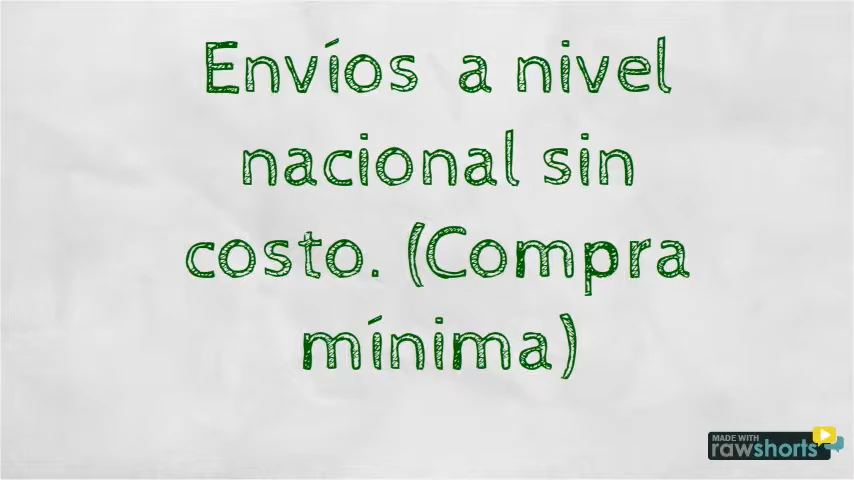 Envíos a nivel
nacional sin
costo. (Compra
mínima)
MADE WITH
rawshorts